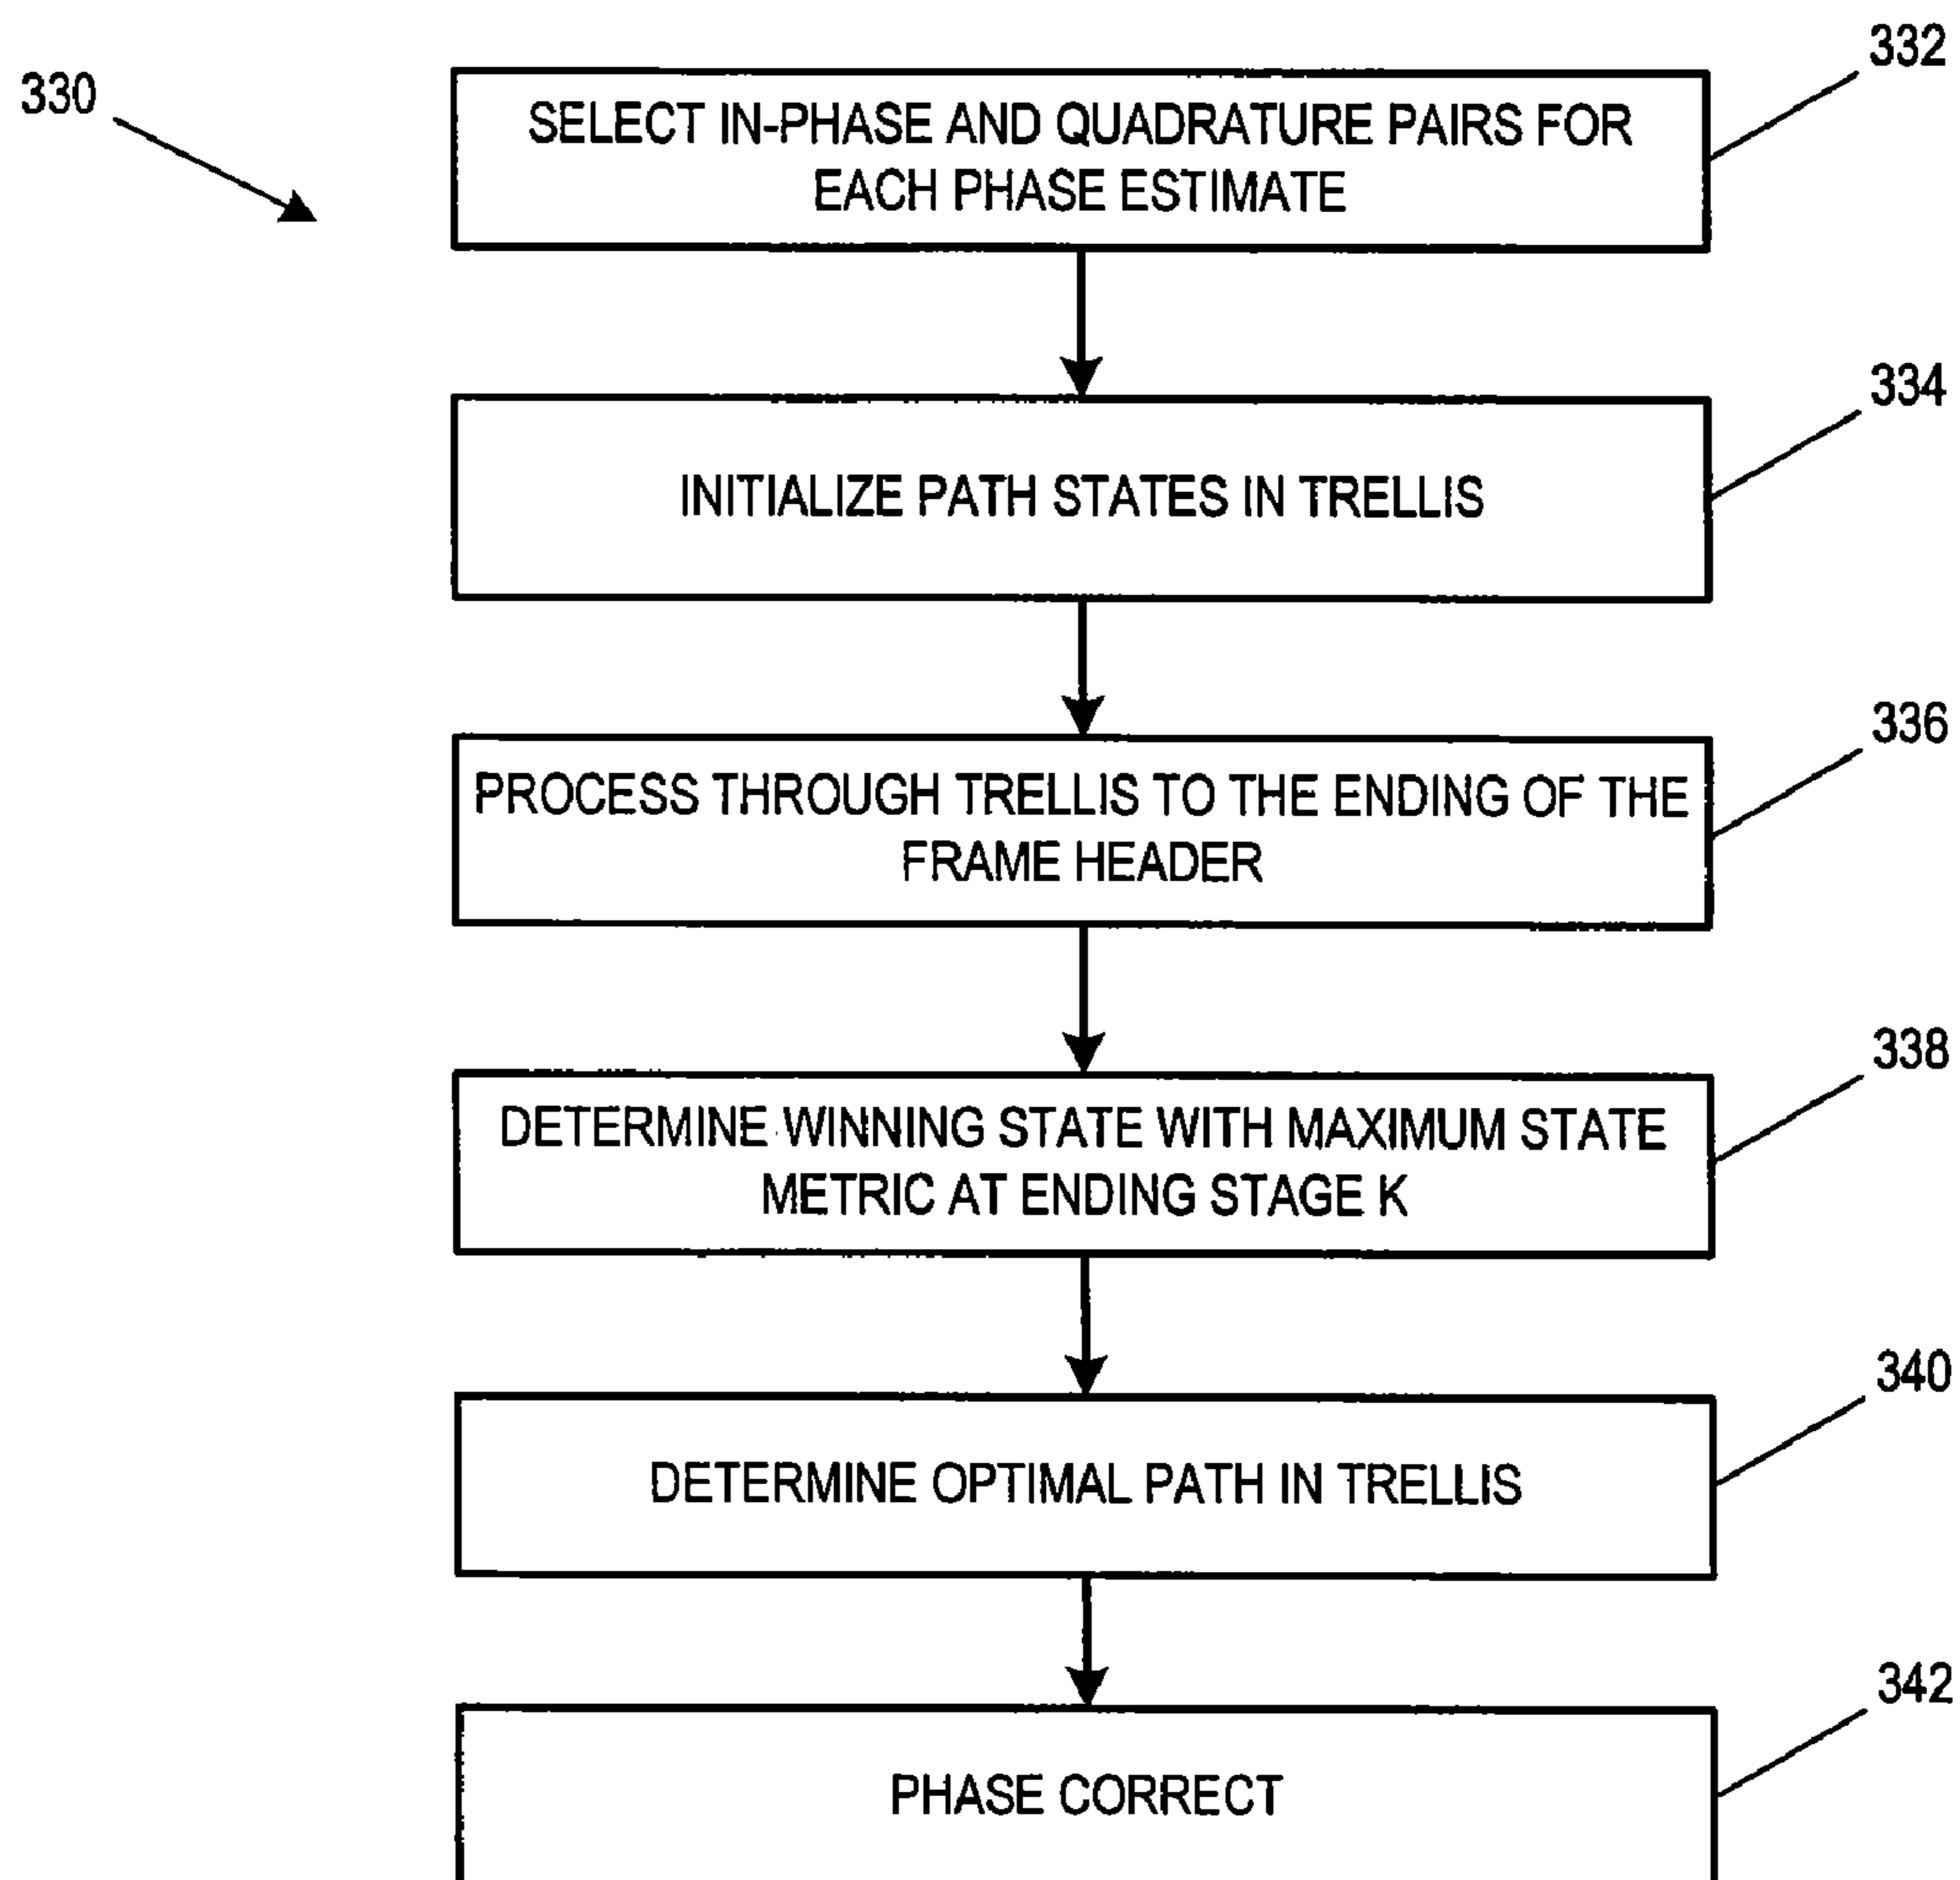 330
332
SELECT IN-PHASE AND QUADRATURE PAIRS FOR
EACH PHASE ESTIMATE
334
INITIALIZE PATH STATES IN TRELLIS
336
PROCESS THROUGH TRELLIS TO THE ENDING OF THE
FRAME HEADER
338
DETERMINE WINNING STATE WITH MAXIMUM STATE
METRIC AT ENDING STAGE K
340
DETERMINE OPTIMAL PATH IN TRELLIS
342
PHASE CORRECT